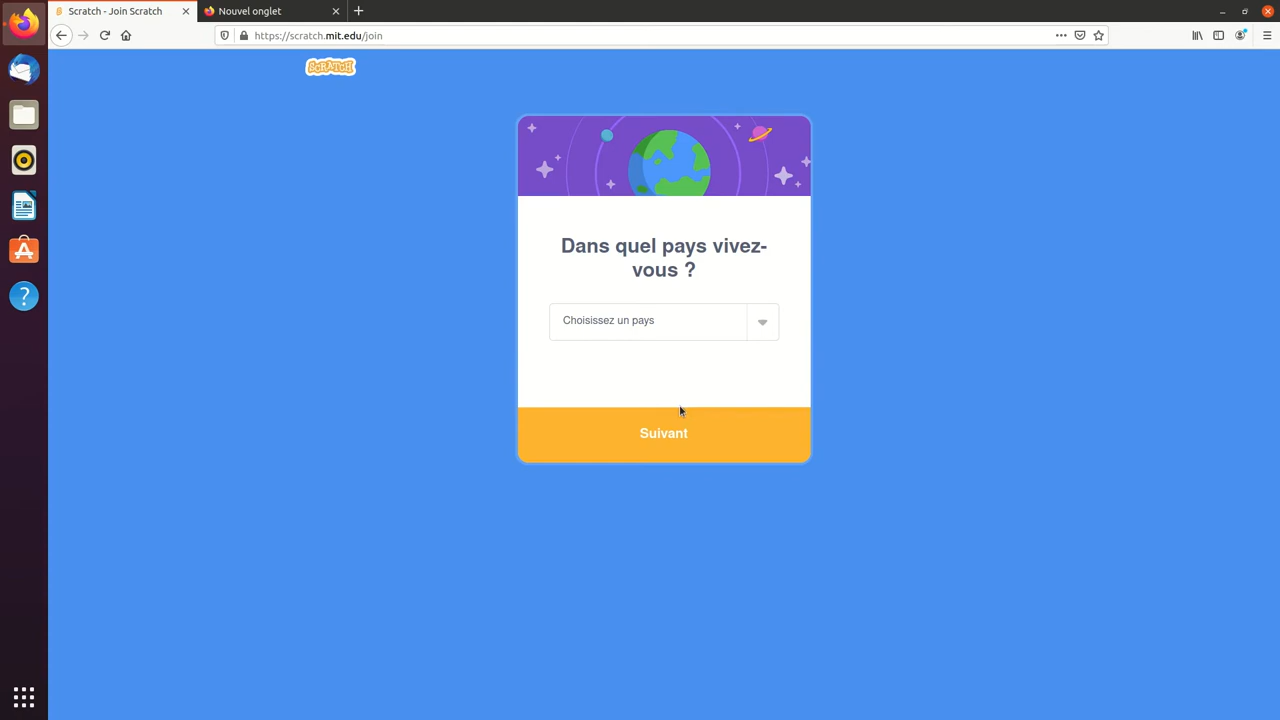 Scratch - Join Scratch
Nouvel onglet
https://scratch.mit.edu/join
SCRATCH
Dans quel pays vivez-
vous ?
Choisissez un pays
Suivant